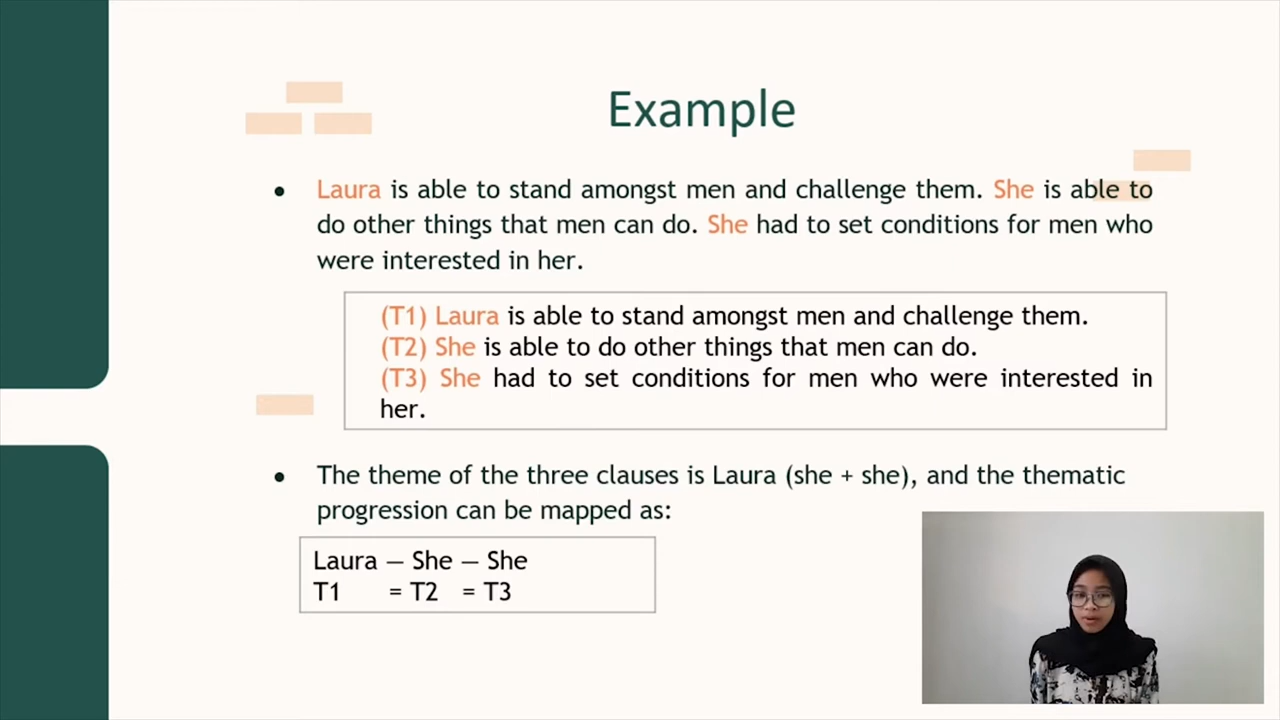 Example
● Laura is able to stand amongst men and challenge them. She is able to
do other things that men can do. She had to set conditions for men who
were interested in her.
(T1) Laura is able to stand amongst men and challenge them.
(T2) She is able to do other things that men can do.
(T3) She had to set conditions for men who were interested in
her.
● The theme of the three clauses is Laura (she + she), and the thematic
progression can be mapped as:
Laura — She — She
T1 = T2 = T3